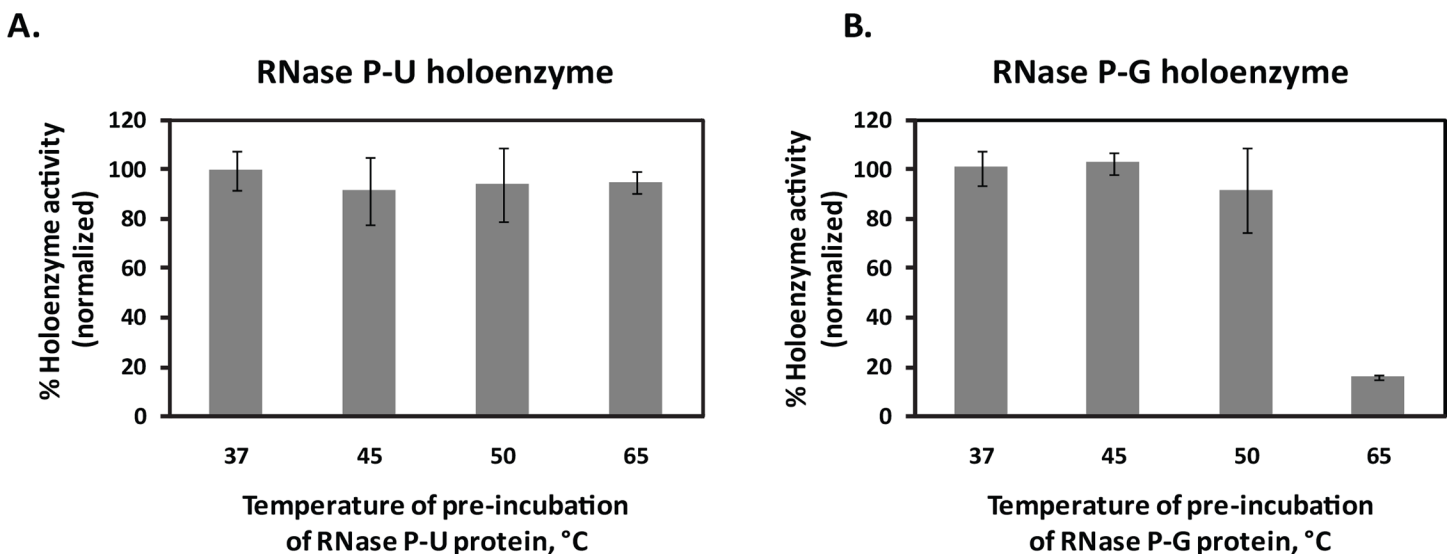 A.
RNase P-U holoenzyme
% Holoenzyme activity
(normalized)
120
100
80
60
40
20
0
37 45 50 65
Temperature of pre-incubation
of RNase P-U protein, °C
B.
RNase P-G holoenzyme
% Holoenzyme activity
(normalized)
120
100
80
60
40
20
0
37 45 50 65
Temperature of pre-incubation
of RNase P-G protein, °C